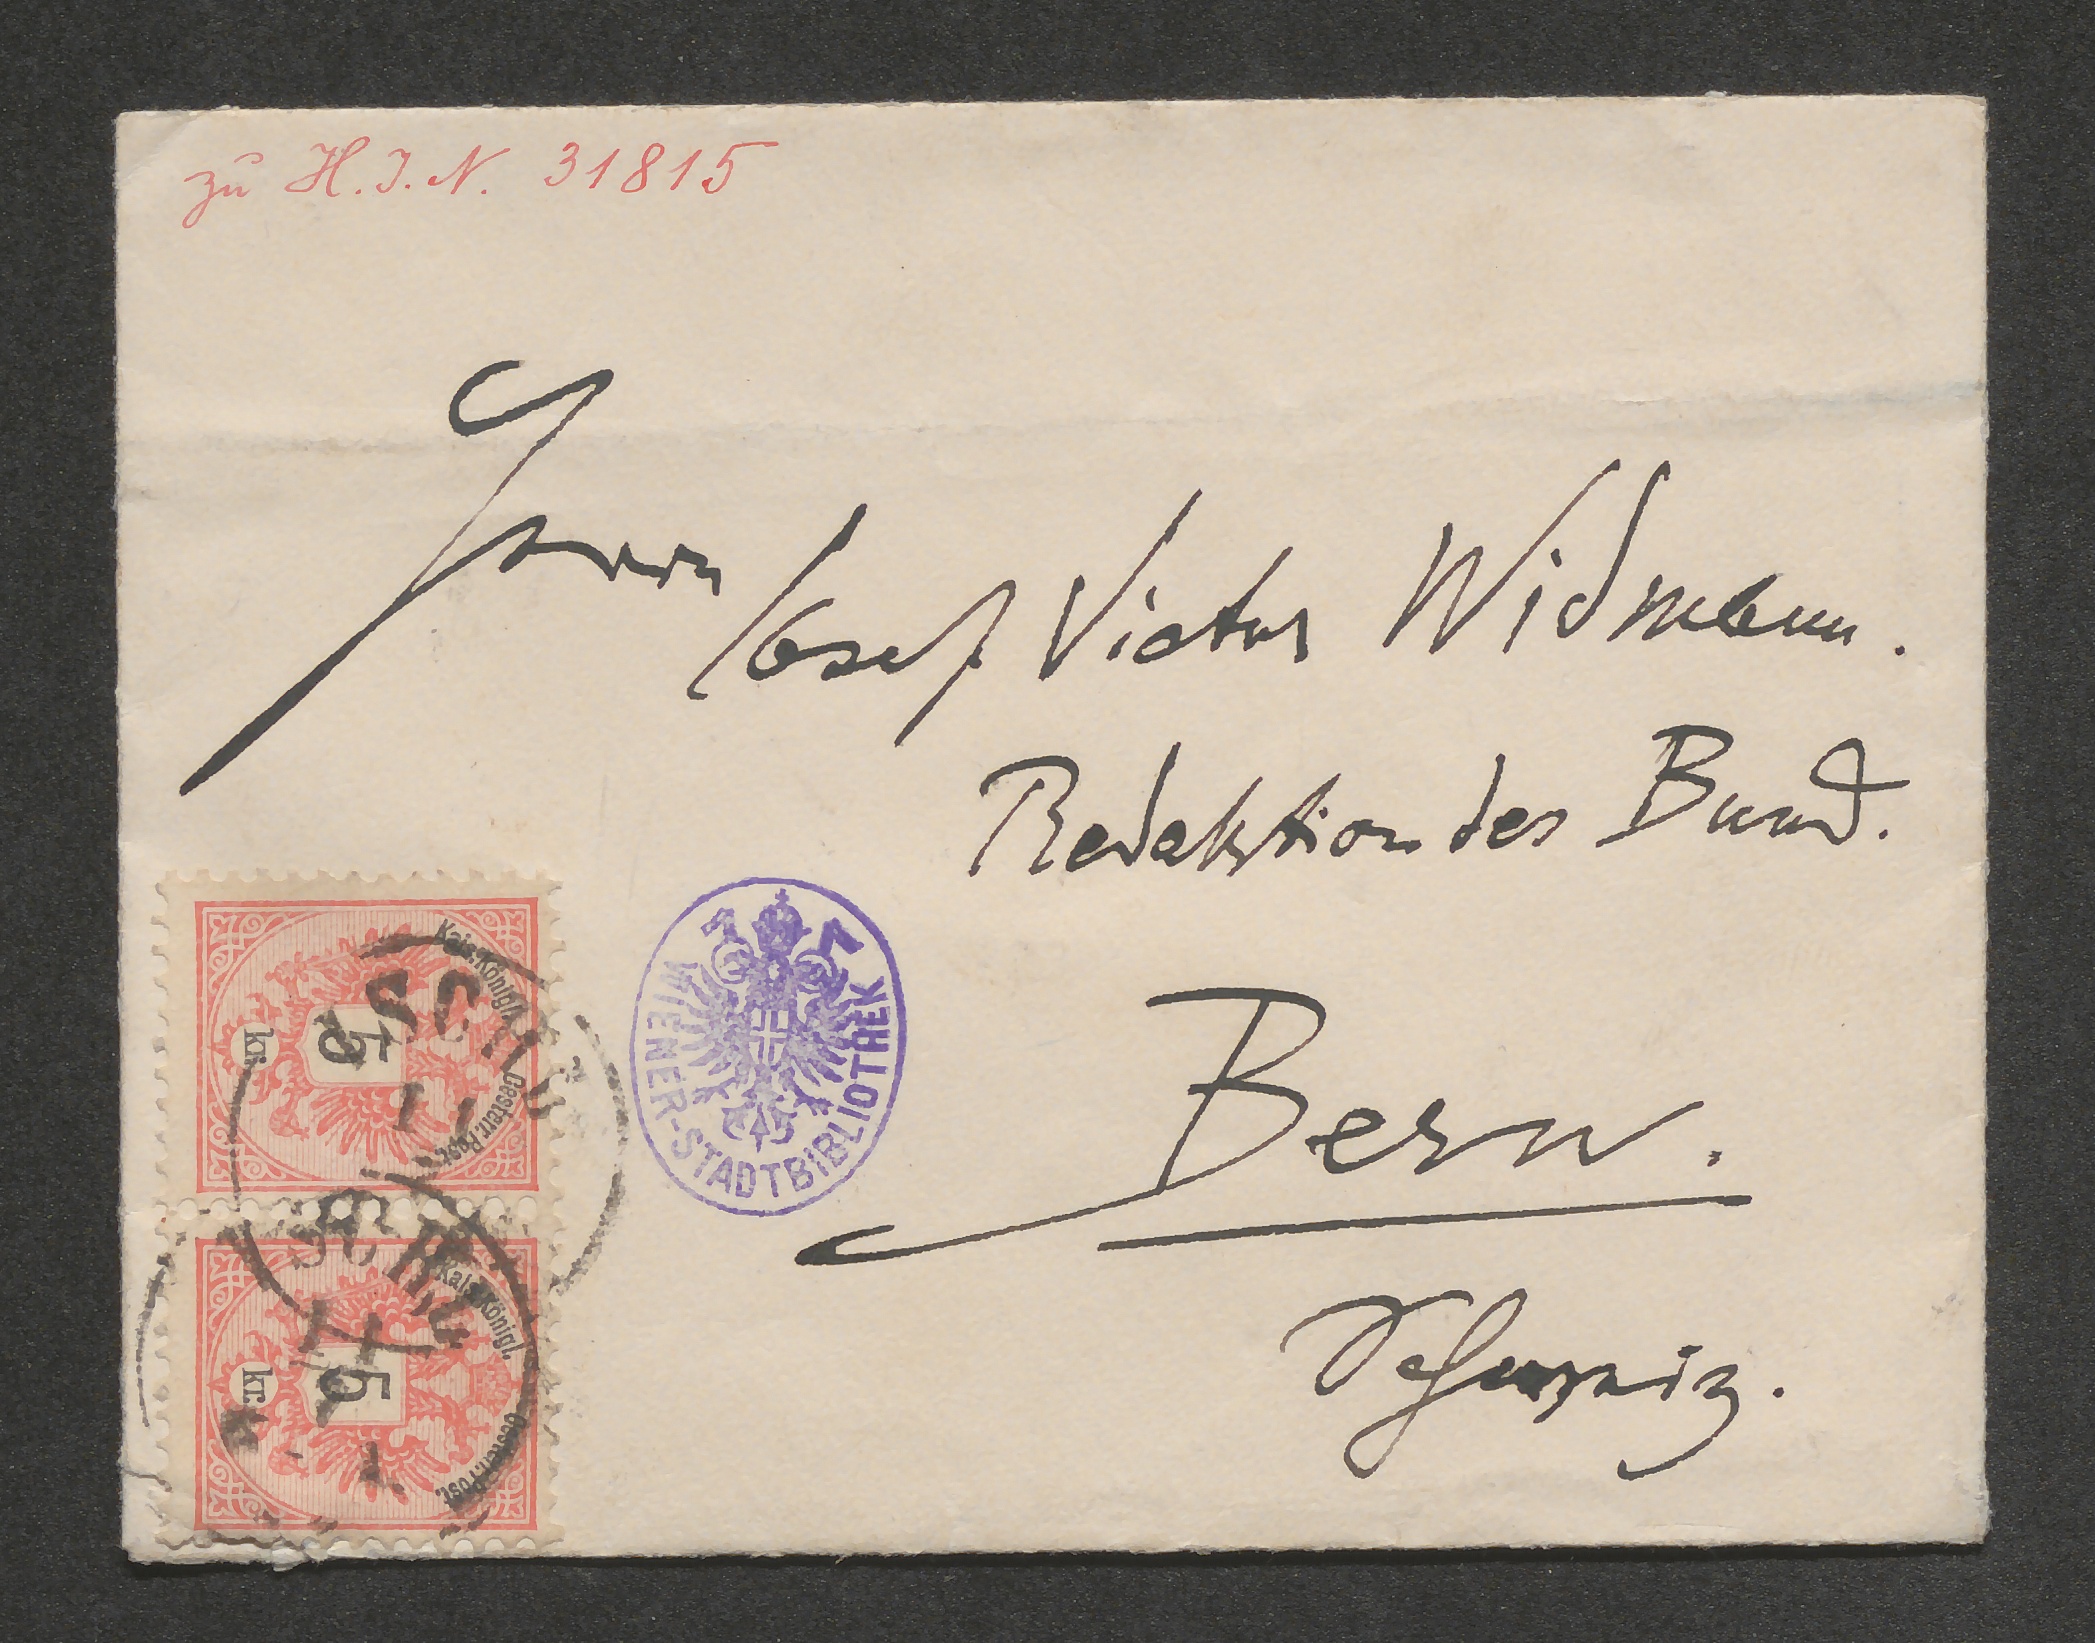 zu H. I. N. 31815
Herrn
Josef Victor Widmann.
Redaktion des Bund.
Bern.
Schweiz.
WIENER-STADTBIBLIOTHEK
Kais. Königl. Oesterr. Post.
5
kr.
Kais. Königl. Oesterr. Post.
5
kr.